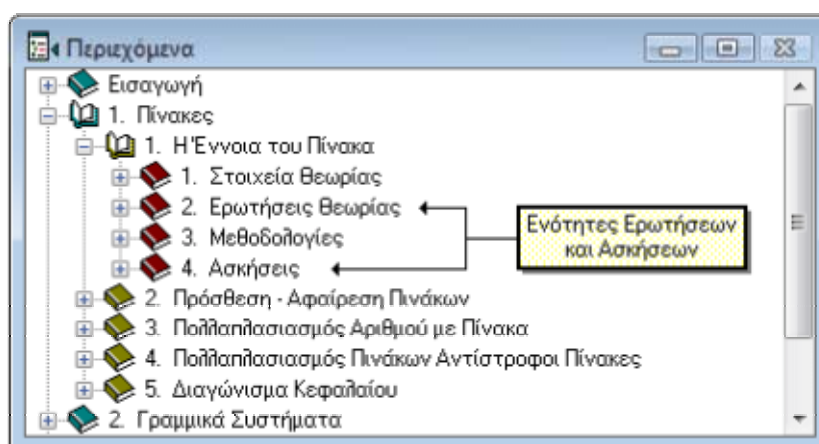 Περιεχόμενα
Εισαγωγή
1. Πίνακες
1. Η Έννοια του Πίνακα
1. Στοιχεία Θεωρίας
2. Ερωτήσεις Θεωρίας
3. Μεθοδολογίες
4. Ασκήσεις
Ενότητες Ερωτήσεων
και Ασκήσεων
2. Πρόσθεση - Αφαίρεση Πινάκων
3. Πολλαπλασιασμός Αριθμού με Πίνακα
4. Πολλαπλασιασμός Πινάκων Αντίστροφοι Πίνακες
5. Διαγώνισμα Κεφαλαίου
2. Γραμμικά Συστήματα